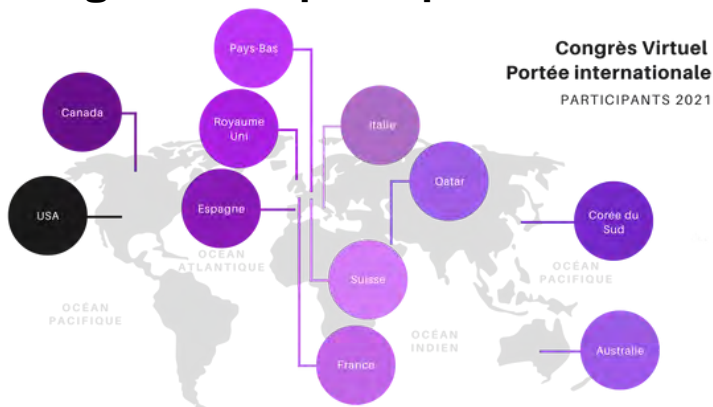 Pays-Bas
Congrès Virtuel
Portée internationale
PARTICIPANTS 2021
Canada
Royaume
Uni
Italie
Qatar
USA
Espagne
Corée du
Sud
OCÉAN
ATLANTIQUE
OCÉAN
PACIFIQUE
Suisse
OCÉAN
PACIFIQUE
OCÉAN
INDIEN
Australie
France